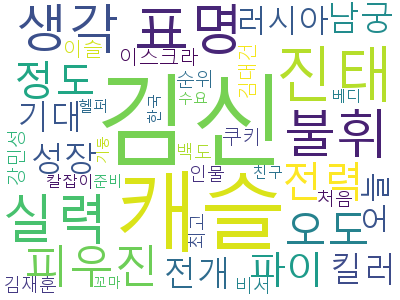 생각
표명
러시아
남궁
이슬
이스크라
정도
순위
김대건
진태
기대
헬퍼
한국
수요
베디
김신
불휘
강민성
성장
기동
백도
쿠키
칼잡이
준비
인물
친구
전력
늘
캐슬
처음
실력
최고
오도
어
피우진
전개
파이
킬러
김재훈
꼬마
비서